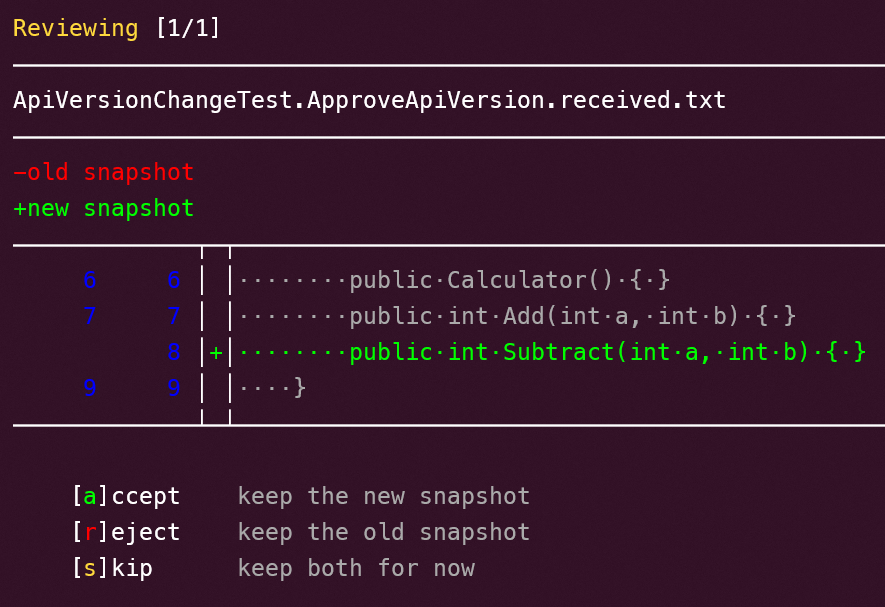 Reviewing [1/1]
ApiVersionChangeTest.ApproveApiVersion.received.txt
-old snapshot
+new snapshot
6 6 │ │········public·Calculator()·{·}
7 7 │ │········public·int·Add(int·a,·int·b)·{·}
8 │+│········public·int·Subtract(int·a,·int·b)·{·}
9 9 │ │····}
[a]ccept keep the new snapshot
[r]eject keep the old snapshot
[s]kip keep both for now